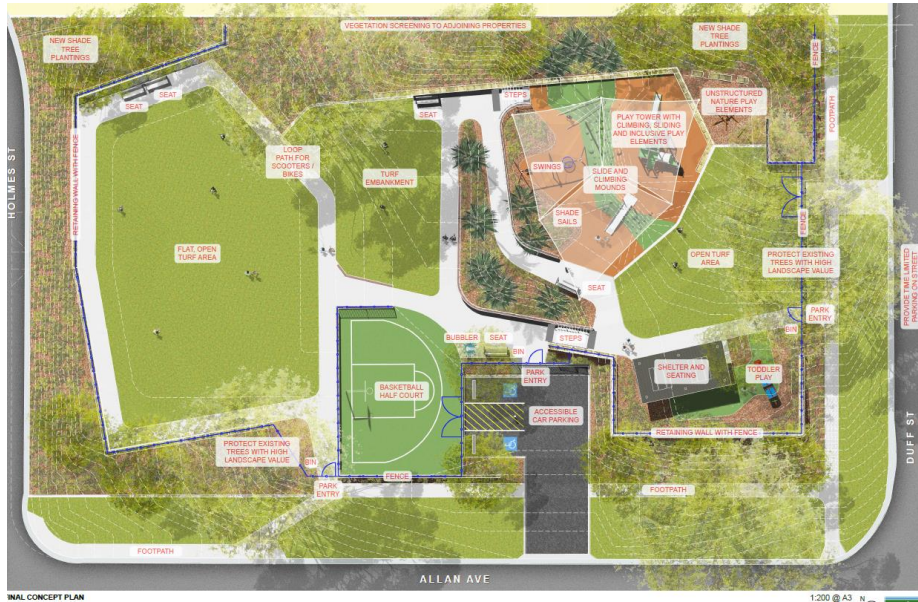 VEGETATION SCREENING TO ADJOINING PROPERTIES
NEW SHADE
TREE
PLANTINGS
NEW SHADE
TREE
PLANTINGS
FENCE
SEAT
SEAT
SEAT
STEPS
UNSTRUCTURED
NATURE PLAY
ELEMENTS
FOOTPATH
PLAY TOWER WITH
CLIMBING, SLIDING
AND INCLUSIVE PLAY
ELEMENTS
LOOP
PATH FOR
SCOOTERS /
BIKES
TURF
EMBANKMENT
SWINGS
SLIDE AND
CLIMBING
MOUNDS
HOLMES ST
RETAINING WALL WITH FENCE
SHADE
SAILS
FENCE
FLAT, OPEN
TURF AREA
OPEN TURF
AREA
PROTECT EXISTING
TREES WITH HIGH
LANDSCAPE VALUE
PROVIDE TIME LIMITED
PARKING ON STREET
SEAT
PARK
ENTRY
BIN
BUBBLER
SEAT
BIN
STEPS
PARK
ENTRY
SHELTER AND
SEATING
TODDLER
PLAY
BASKETBALL
HALF COURT
ACCESSIBLE
CAR PARKING
RETAINING WALL WITH FENCE
DUFF ST
PROTECT EXISTING
TREES WITH HIGH
LANDSCAPE VALUE
BIN
PARK
ENTRY
FENCE
FOOTPATH
FOOTPATH
ALLAN AVE
INAL CONCEPT PLAN
1:200 @ A3
N